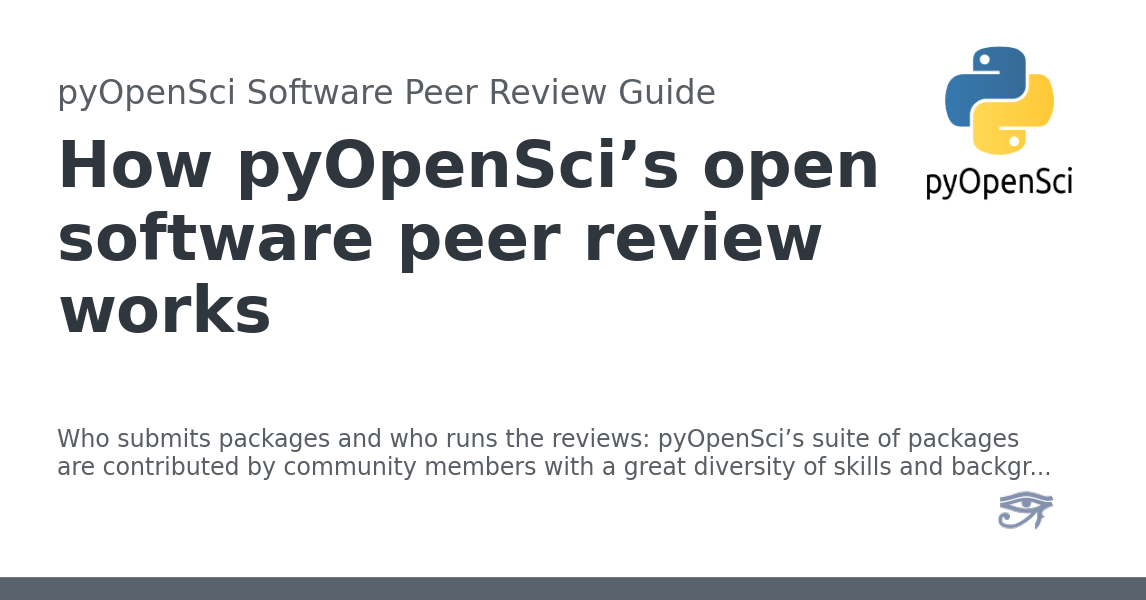 pyOpenSci Software Peer Review Guide
How pyOpenSci’s open
software peer review
works
pyOpenSci
Who submits packages and who runs the reviews: pyOpenSci’s suite of packages
are contributed by community members with a great diversity of skills and backgr...